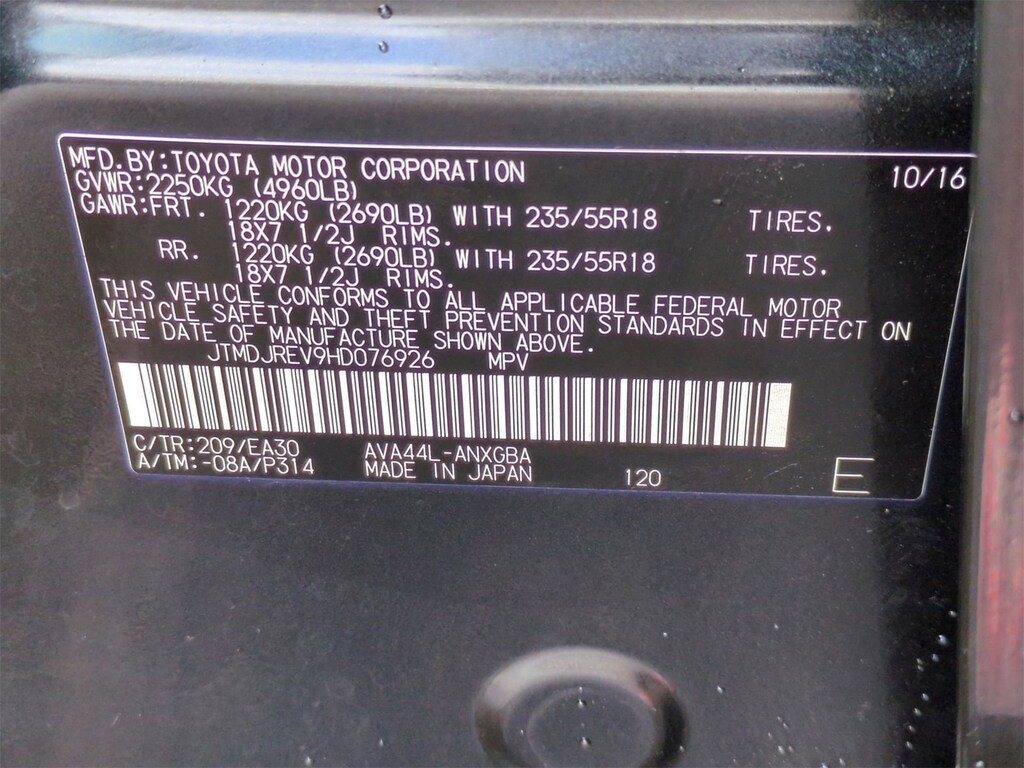 MFD.BY:TOYOTA MOTOR CORPORATION 10/16
GVWR:2250KG (4960LB)
GAWR:FRT. 1220KG (2690LB) WITH 235/55R18 TIRES.
18X7 1/2J RIMS.
RR. 1220KG (2690LB) WITH 235/55R18 TIRES.
18X7 1/2J RIMS.
THIS VEHICLE CONFORMS TO ALL APPLICABLE FEDERAL MOTOR
VEHICLE SAFETY AND THEFT PREVENTION STANDARDS IN EFFECT ON
THE DATE OF MANUFACTURE SHOWN ABOVE.
JTMDJREV9HD076926 MPV
C/TR:209/EA30 AVA44L-ANXGBA
A/TM:-08A/P314 MADE IN JAPAN 120 E